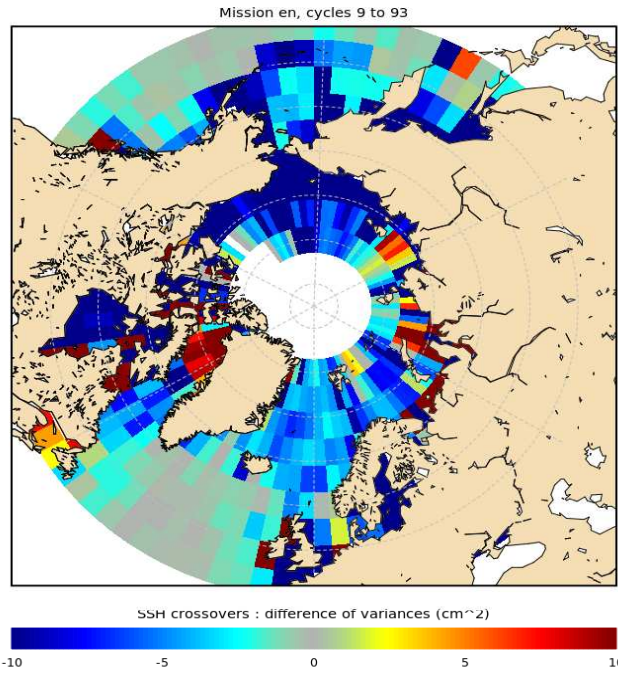 Mission en, cycles 9 to 93
SSH crossovers : difference of variances (cm^2)
-10 -5 0 5 10